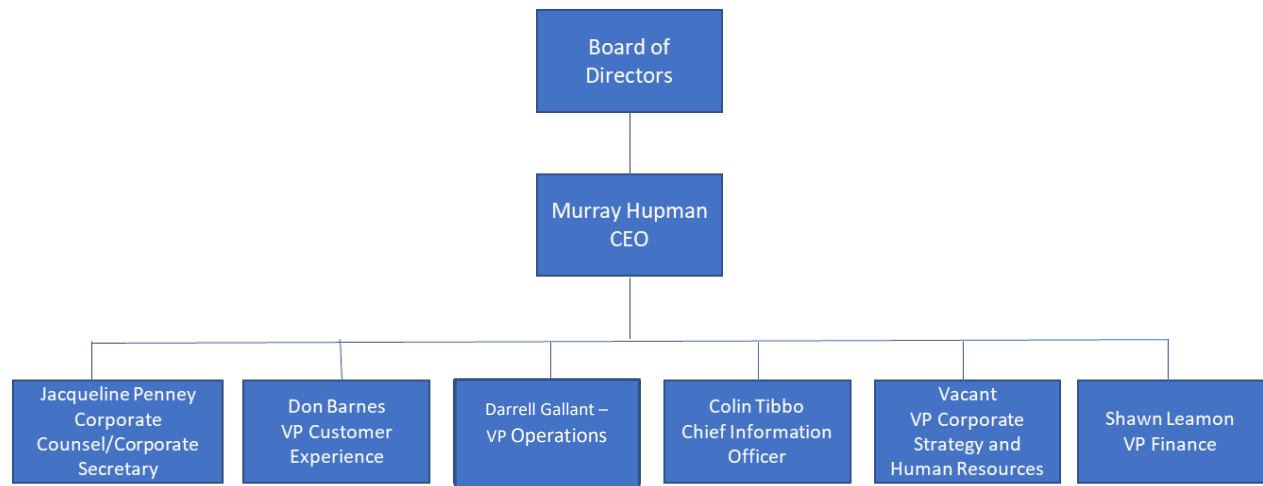 Board of
Directors
Murray Hupman
CEO
Jacqueline Penney
Corporate
Counsel/Corporate
Secretary
Don Barnes
VP Customer
Experience
Darrell Gallant –
VP Operations
Colin Tibbo
Chief Information
Officer
Vacant
VP Corporate
Strategy and
Human Resources
Shawn Leamon
VP Finance